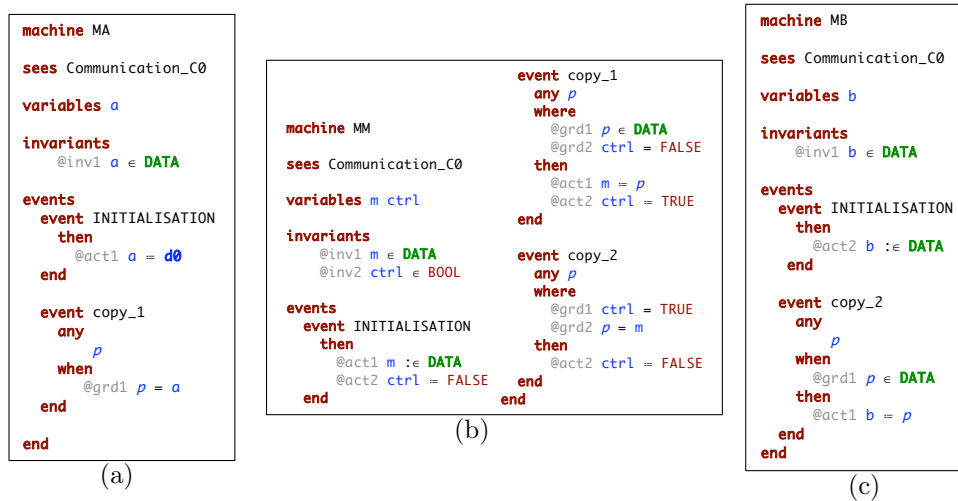 machine MA
sees Communication_C0
variables a
invariants
@inv1 a ∈ DATA
events
event INITIALISATION
then
@act1 a ≔ d0
end
event copy_1
any
p
when
@grd1 p = a
end
end
(a)
machine MM
sees Communication_C0
variables m ctrl
invariants
@inv1 m ∈ DATA
@inv2 ctrl ∈ BOOL
events
event INITIALISATION
then
@act1 m :∈ DATA
@act2 ctrl ≔ FALSE
end
event copy_1
any p
where
@grd1 p ∈ DATA
@grd2 ctrl = FALSE
then
@act1 m ≔ p
@act2 ctrl ≔ TRUE
end
event copy_2
any p
where
@grd1 ctrl = TRUE
@grd2 p = m
then
@act2 ctrl ≔ FALSE
end
end
(b)
machine MB
sees Communication_C0
variables b
invariants
@inv1 b ∈ DATA
events
event INITIALISATION
then
@act2 b :∈ DATA
end
event copy_2
any
p
when
@grd1 p ∈ DATA
then
@act1 b ≔ p
end
end
(c)